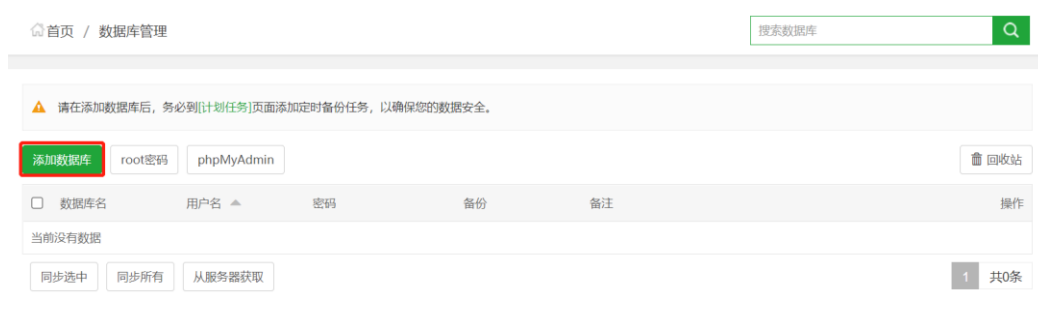 首页 / 数据库管理
搜索数据库
请在添加数据库后，务必到[计划任务]页面添加定时备份任务，以确保您的数据安全。
添加数据库 root密码 phpMyAdmin 回收站
数据库名 用户名 密码 备份 备注 操作
当前没有数据
同步选中 同步所有 从服务器获取 1 共0条